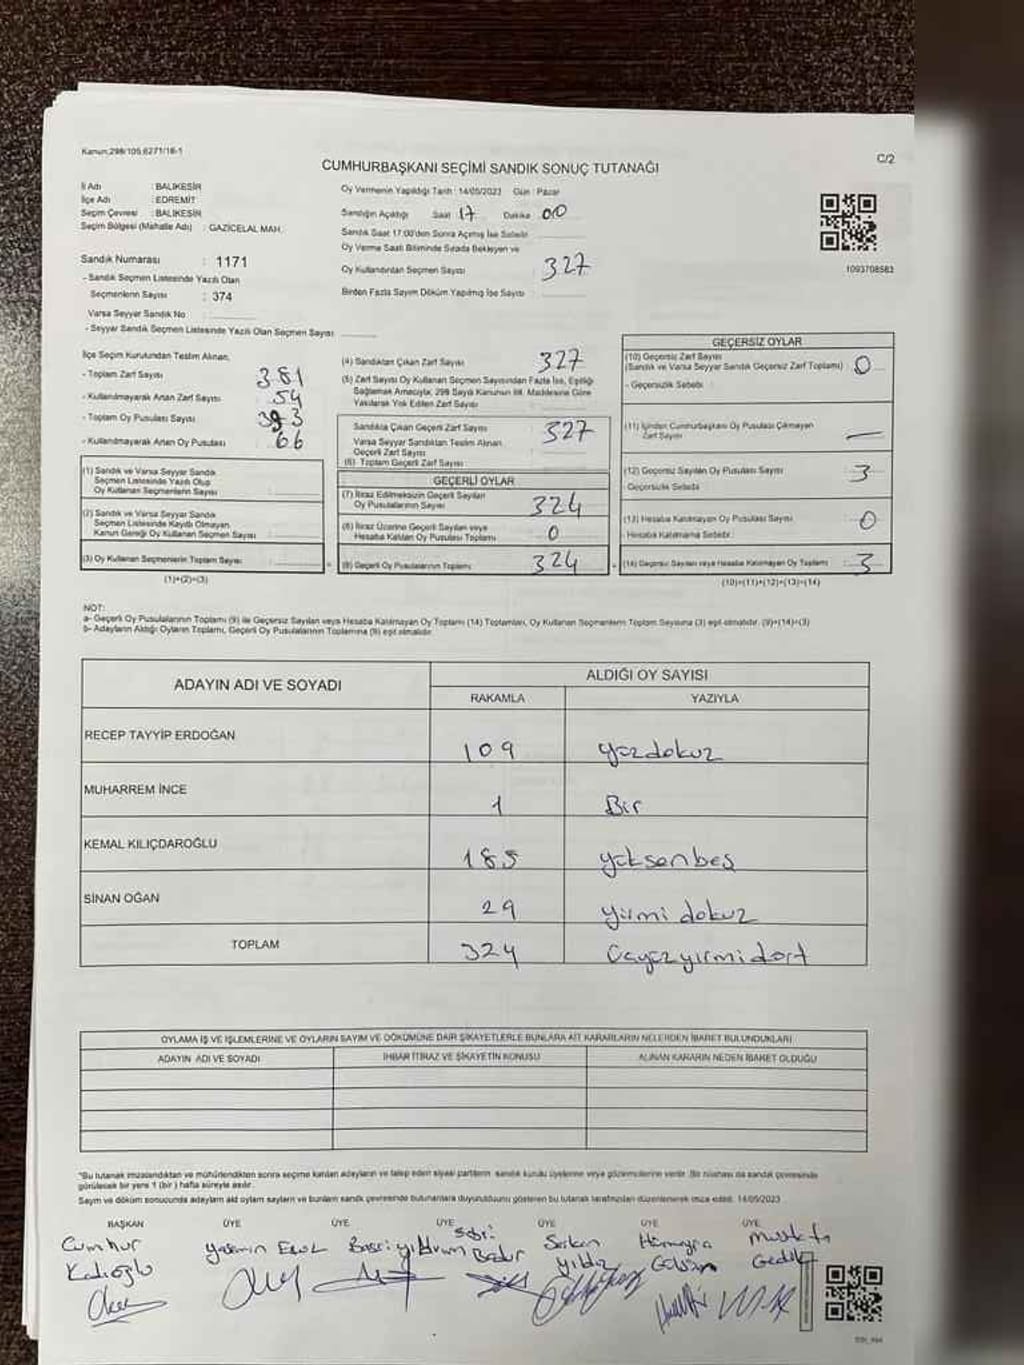 Kanun:298/105,6271/16-1
C/2
CUMHURBAŞKANI SEÇİMİ SANDIK SONUÇ TUTANAĞI
İl Adı : BALIKESİR
İlçe Adı : EDREMİT
Seçim Çevresi : BALIKESİR
Seçim Bölgesi (Mahalle Adı) : GAZİCELAL MAH.
Sandık Numarası : 1171
- Sandık Seçmen Listesinde Yazılı Olan
Seçmenlerin Sayısı : 374
Varsa Seyyar Sandık No :
- Seyyar Sandık Seçmen Listesinde Yazılı Olan Seçmen Sayısı
Oy Vermenin Yapıldığı Tarih : 14/05/2023 Gün : Pazar
Sandığın Açıldığı Saat 17 Dakika 00
Sandık Saat 17:00'den Sonra Açılmış İse Sebebi
Oy Verme Saati Bitiminde Sırada Bekleyen ve
Oy Kullandırılan Seçmen Sayısı 327
Birden Fazla Sayım Döküm Yapılmış İse Sayısı :
1093708583
İlçe Seçim Kurulundan Teslim Alınan;
- Toplam Zarf Sayısı : 381
- Kullanılmayarak Artan Zarf Sayısı : 54
- Toplam Oy Pusulası Sayısı : 393
- Kullanılmayarak Artan Oy Pusulası : 66
(1) Sandık ve Varsa Seyyar Sandık
Seçmen Listesinde Yazılı Olup
Oy Kullanan Seçmenlerin Sayısı :
(2) Sandık ve Varsa Seyyar Sandık
Seçmen Listesinde Kayıtlı Olmayan
Kanun Gereği Oy Kullanan Seçmen Sayısı :
(3) Oy Kullanan Seçmenlerin Toplam Sayısı :
(1)+(2)=(3)
(4) Sandıktan Çıkan Zarf Sayısı 327
(5) Zarf Sayısı Oy Kullanan Seçmen Sayısından Fazla İse, Eşitliği
Sağlamak Amacıyla, 298 Sayılı Kanunun 98. Maddesine Göre
Yakılarak Yok Edilen Zarf Sayısı
Sandıkta Çıkan Geçerli Zarf Sayısı : 327
Varsa Seyyar Sandıktan Teslim Alınan
Geçerli Zarf Sayısı :
(6) Toplam Geçerli Zarf Sayısı :
GEÇERLİ OYLAR
(7) İtiraz Edilmeksizin Geçerli Sayılan
Oy Pusulalarının Sayısı : 324
(8) İtiraz Üzerine Geçerli Sayılan veya
Hesaba Katılan Oy Pusulası Toplamı : 0
(9) Geçerli Oy Pusulalarının Toplamı : 324
GEÇERSİZ OYLAR
(10) Geçersiz Zarf Sayısı
(Sandık ve Varsa Seyyar Sandık Geçersiz Zarf Toplamı) : 0
- Geçersizlik Sebebi :
(11) İçinden Cumhurbaşkanı Oy Pusulası Çıkmayan
Zarf Sayısı : —
(12) Geçersiz Sayılan Oy Pusulası Sayısı : 3
- Geçersizlik Sebebi :
(13) Hesaba Katılmayan Oy Pusulası Sayısı : 0
- Hesaba Katılmama Sebebi :
(14) Geçersiz Sayılan veya Hesaba Katılmayan Oy Toplamı : 3
(10)+(11)+(12)+(13)=(14)
NOT:
a- Geçerli Oy Pusulalarının Toplamı (9) ile Geçersiz Sayılan veya Hesaba Katılmayan Oy Toplamı (14) Toplamları, Oy Kullanan Seçmenlerin Toplam Sayısına (3) eşit olmalıdır. (9)+(14)=(3)
b- Adayların Aldığı Oyların Toplamı, Geçerli Oy Pusulalarının Toplamına (9) eşit olmalıdır.
ADAYIN ADI VE SOYADI
ALDIĞI OY SAYISI
RAKAMLA YAZIYLA
RECEP TAYYİP ERDOĞAN 109 yüzdokuz
MUHARREM İNCE 1 Bir
KEMAL KILIÇDAROĞLU 185 yüksenbeş
SİNAN OĞAN 29 yirmi dokuz
TOPLAM 324 üçyüzyirmidört
OYLAMA İŞ VE İŞLEMLERİNE VE OYLARIN SAYIM VE DÖKÜMÜNE DAİR ŞİKAYETLERLE BUNLARA AİT KARARLARIN NELERDEN İBARET BULUNDUKLARI
ADAYIN ADI VE SOYADI İHBAR İTİRAZ VE ŞİKAYETİN KONUSU ALINAN KARARIN NEDEN İBARET OLDUĞU
*Bu tutanak imzalandıktan ve mühürlendikten sonra seçime katılan adayların ve talep eden siyasi partilerin sandık kurulu üyelerine veya gözlemcilerine verilir. Bir nüshası da sandık çevresinde
görülecek bir yere 1 (bir) hafta süreyle asılır.
Sayım ve döküm sonucunda adayların aldığı oyların sayıları ve bunların sandık çevresinde bulunanlara duyurulduğunu gösteren bu tutanak tarafımızdan düzenlenerek imza edildi. 14/05/2023
BAŞKAN ÜYE ÜYE ÜYE ÜYE ÜYE ÜYE
Cumhur Yasemin Erol Basri yıldırım Sabri Serkan Hümeyra Mustafa
Kadıoğlu yıldız Gedik